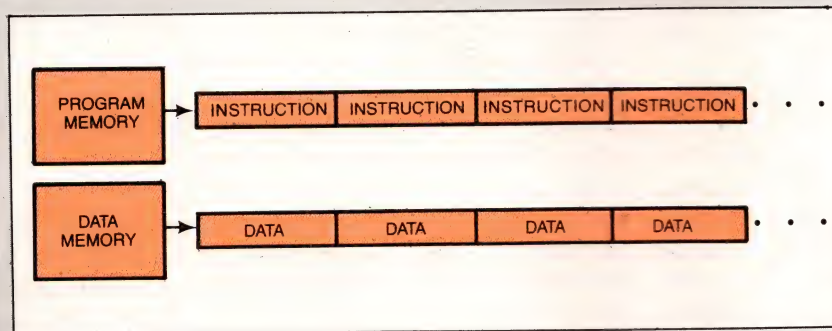 PROGRAM
MEMORY
INSTRUCTION INSTRUCTION INSTRUCTION INSTRUCTION . . .
DATA
MEMORY
DATA DATA DATA DATA . . .